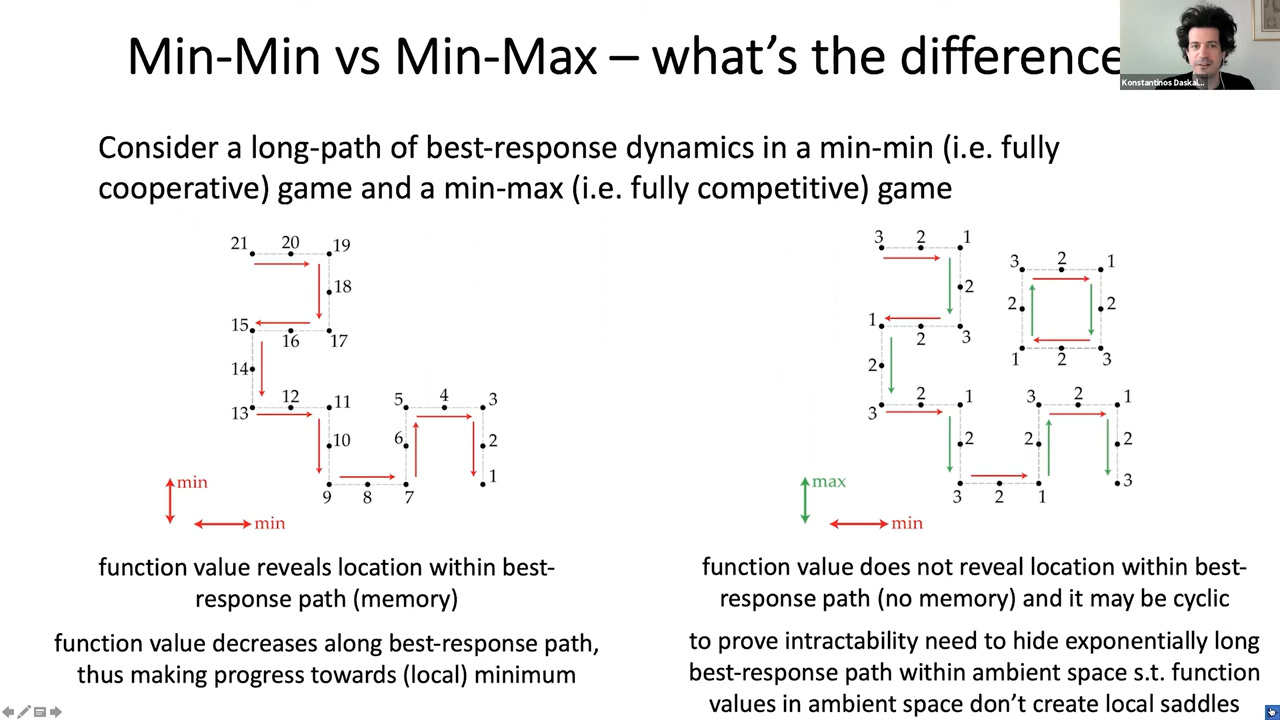 Min-Min vs Min-Max – what's the difference
Konstantinos Daskal...
Consider a long-path of best-response dynamics in a min-min (i.e. fully
cooperative) game and a min-max (i.e. fully competitive) game
21 20 19
18
15 16 17
14
13 12 11
10
9 8 7
6
5 4 3
2
1
min
min
3 2 1
2
1 2 3
2
3 2 1
2
3 2 1
2
3 2 1
2
3
3 2 1
2 2
1 2 3
max
min
function value reveals location within best-
response path (memory)
function value decreases along best-response path,
thus making progress towards (local) minimum
function value does not reveal location within best-
response path (no memory) and it may be cyclic
to prove intractability need to hide exponentially long
best-response path within ambient space s.t. function
values in ambient space don't create local saddles